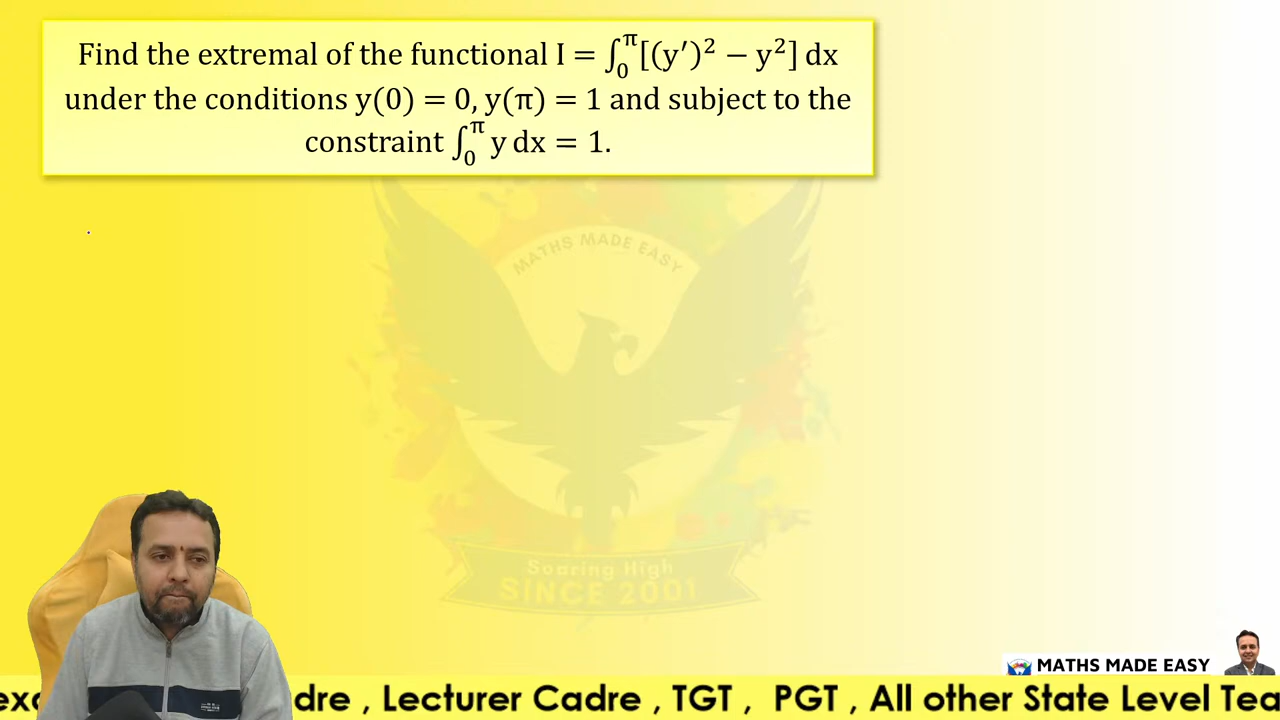 Find the extremal of the functional I = ∫₀^π [(y′)² − y²] dx
under the conditions y(0) = 0, y(π) = 1 and subject to the
constraint ∫₀^π y dx = 1.
MATHS MADE EASY
Soaring High
SINCE 2001
MATHS MADE EASY
dre , Lecturer Cadre , TGT , PGT , All other State Level Tea